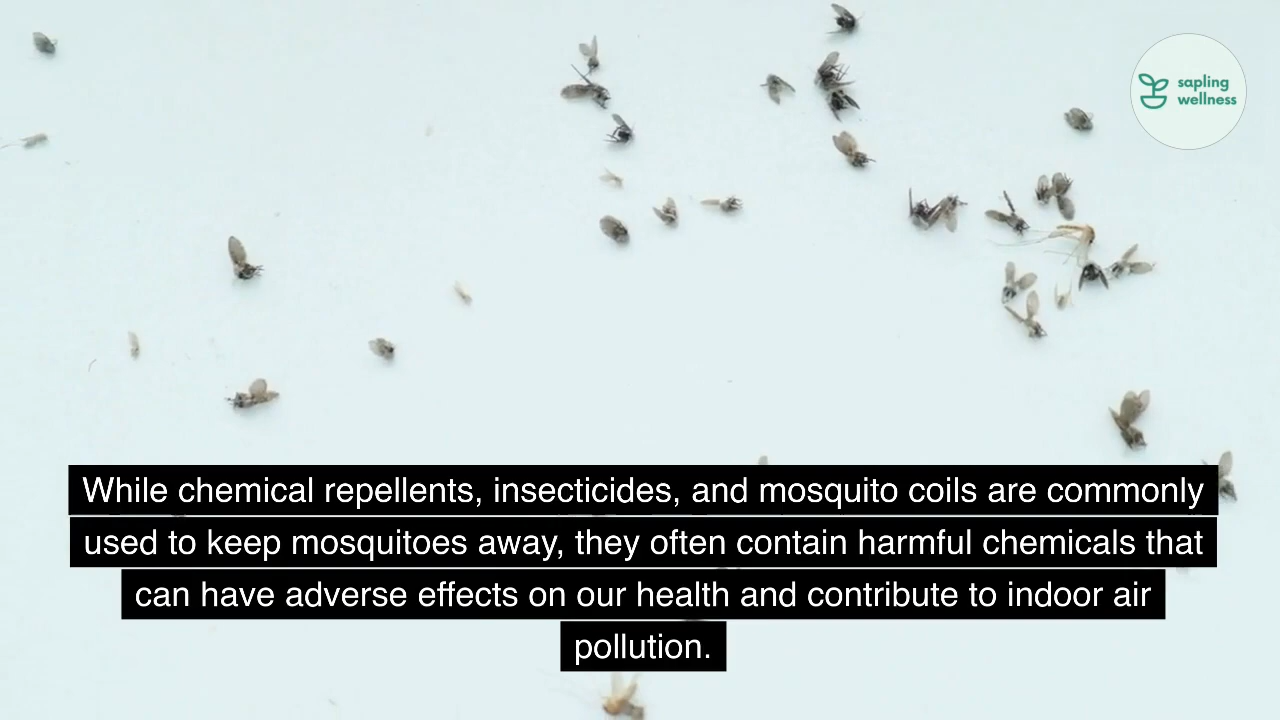 sapling
wellness
While chemical repellents, insecticides, and mosquito coils are commonly
used to keep mosquitoes away, they often contain harmful chemicals that
can have adverse effects on our health and contribute to indoor air
pollution.